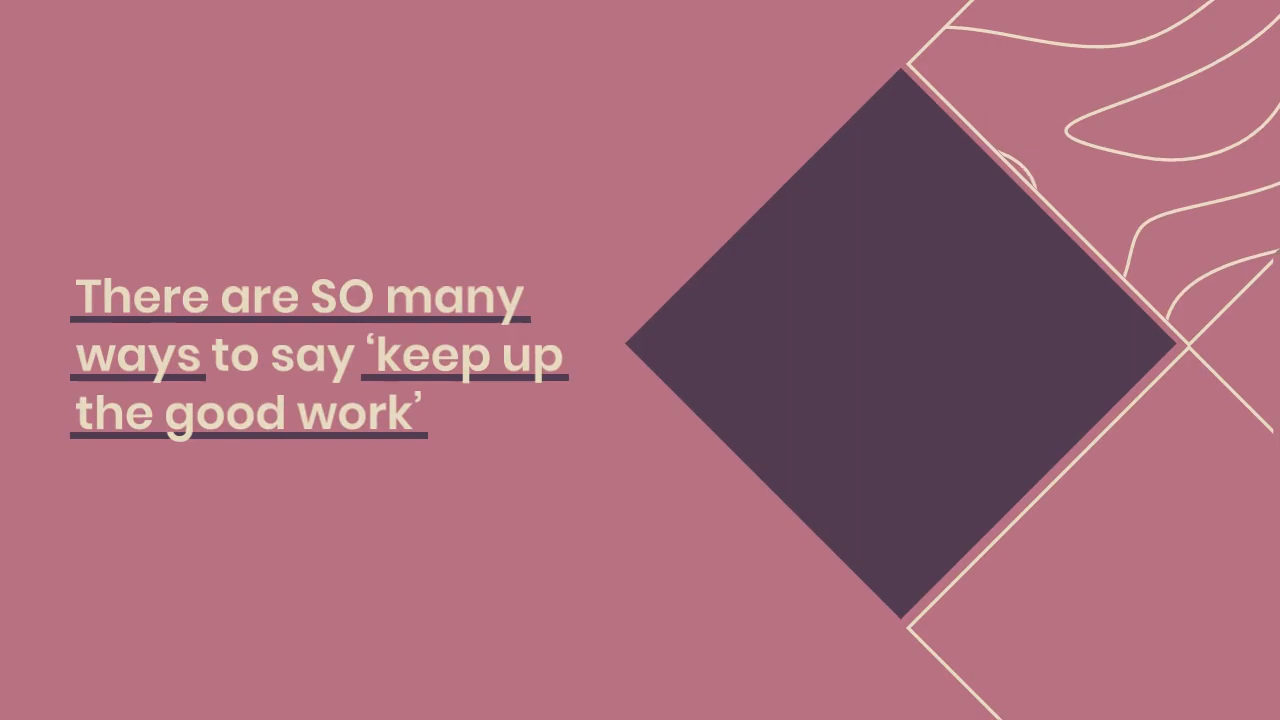 There are SO many
ways to say ‘keep up
the good work’